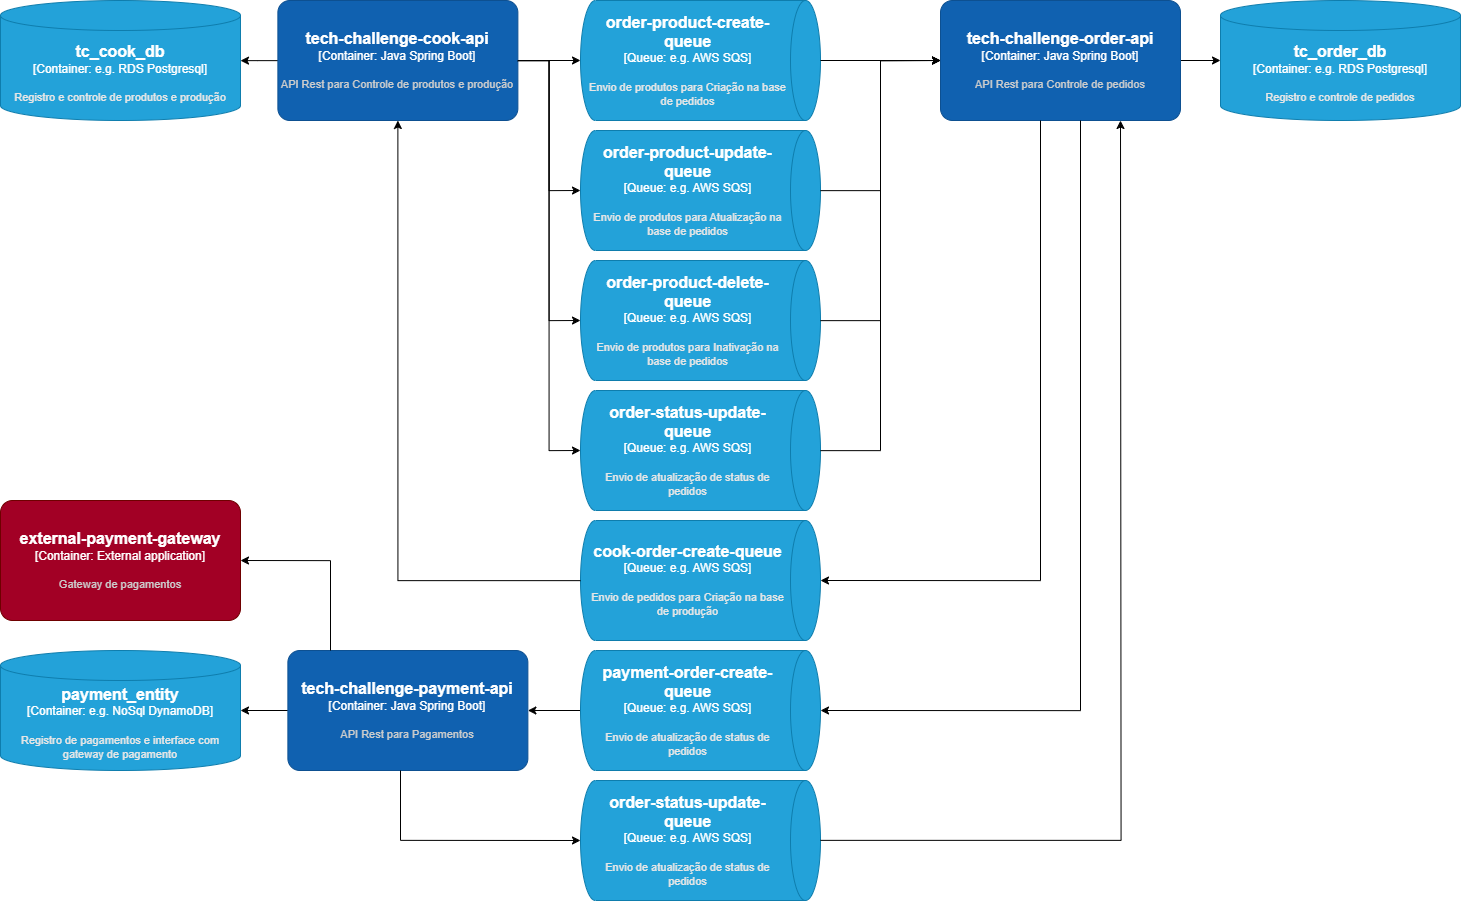 tc_cook_db
[Container: e.g. RDS Postgresql]
Registro e controle de produtos e produção
tech-challenge-cook-api
[Container: Java Spring Boot]
API Rest para Controle de produtos e produção
order-product-create-
queue
[Queue: e.g. AWS SQS]
Envio de produtos para Criação na base
de pedidos
tech-challenge-order-api
[Container: Java Spring Boot]
API Rest para Controle de pedidos
tc_order_db
[Container: e.g. RDS Postgresql]
Registro e controle de pedidos
order-product-update-
queue
[Queue: e.g. AWS SQS]
Envio de produtos para Atualização na
base de pedidos
order-product-delete-
queue
[Queue: e.g. AWS SQS]
Envio de produtos para Inativação na
base de pedidos
order-status-update-
queue
[Queue: e.g. AWS SQS]
Envio de atualização de status de
pedidos
external-payment-gateway
[Container: External application]
Gateway de pagamentos
cook-order-create-queue
[Queue: e.g. AWS SQS]
Envio de pedidos para Criação na base
de produção
payment_entity
[Container: e.g. NoSql DynamoDB]
Registro de pagamentos e interface com
gateway de pagamento
tech-challenge-payment-api
[Container: Java Spring Boot]
API Rest para Pagamentos
payment-order-create-
queue
[Queue: e.g. AWS SQS]
Envio de atualização de status de
pedidos
order-status-update-
queue
[Queue: e.g. AWS SQS]
Envio de atualização de status de
pedidos